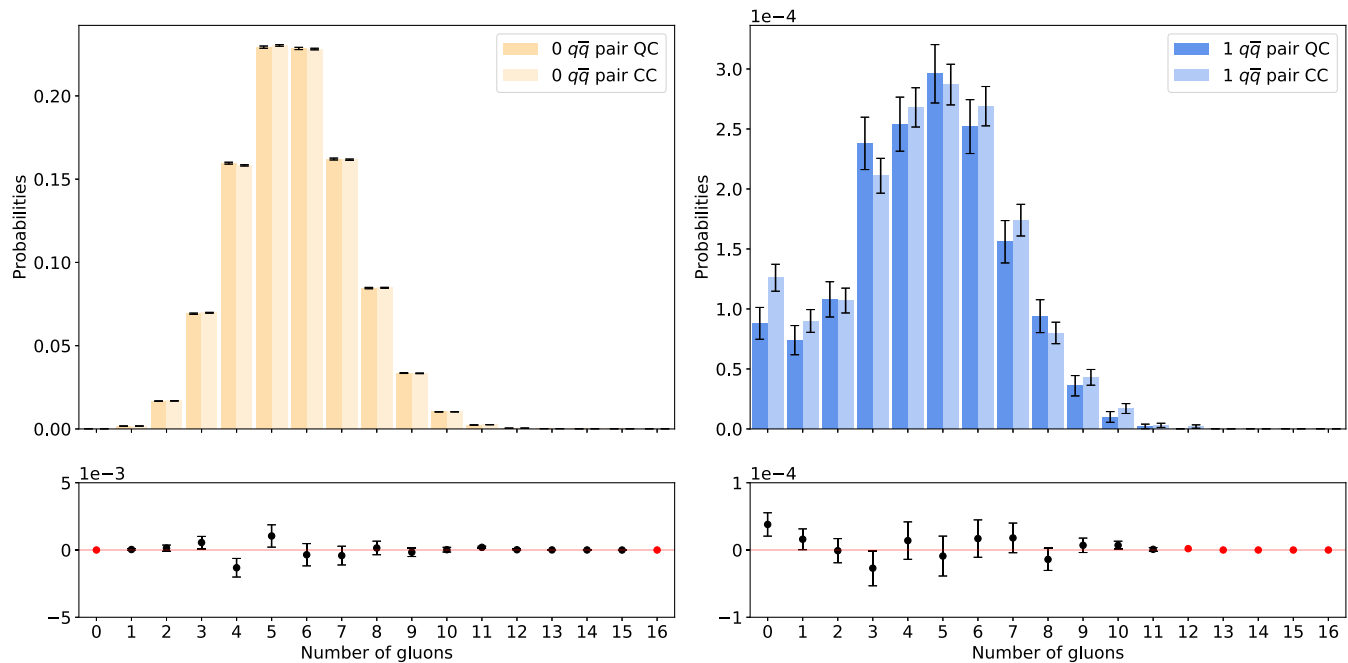 0 qq̅ pair QC
0 qq̅ pair CC
Probabilities
0.20
0.15
0.10
0.05
0.00
1e−4
1 qq̅ pair QC
1 qq̅ pair CC
Probabilities
3.0
2.5
2.0
1.5
1.0
0.5
0.0
1e−3
5
0
−5
0 1 2 3 4 5 6 7 8 9 10 11 12 13 14 15 16
Number of gluons
1e−4
1
0
−1
0 1 2 3 4 5 6 7 8 9 10 11 12 13 14 15 16
Number of gluons